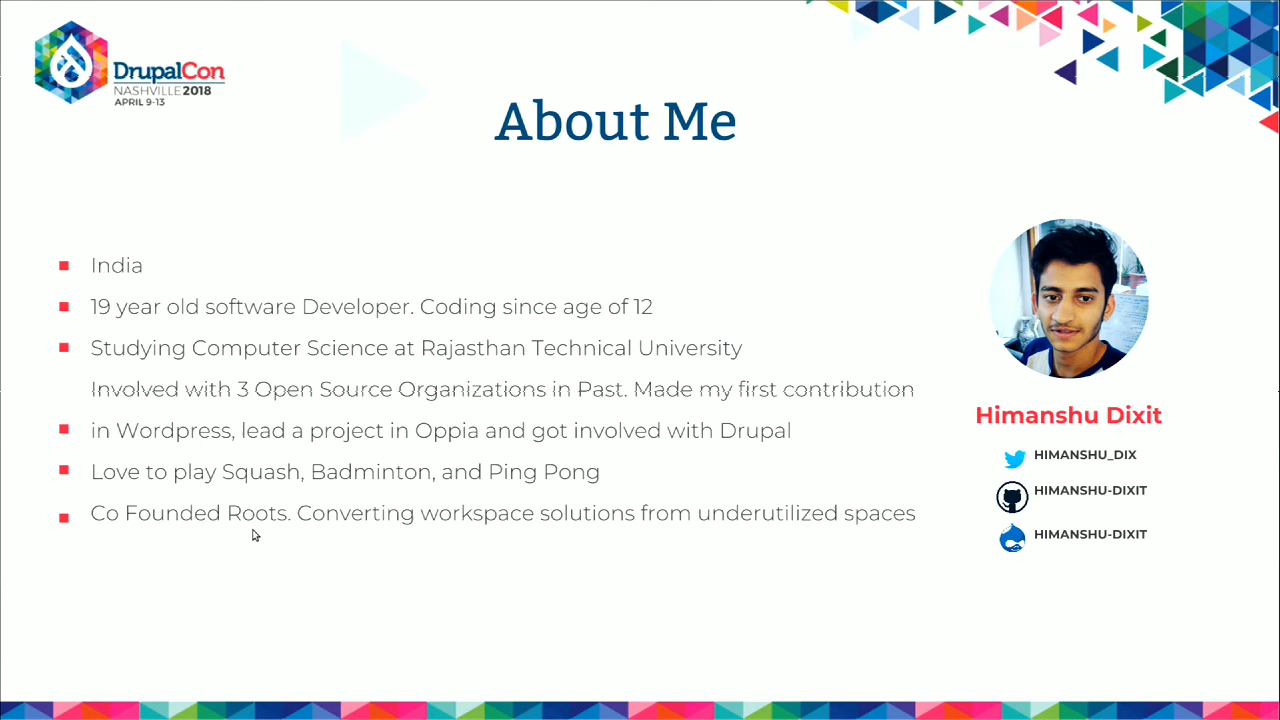 DrupalCon
NASHVILLE 2018
APRIL 9-13
About Me
India
19 year old software Developer. Coding since age of 12
Studying Computer Science at Rajasthan Technical University
Involved with 3 Open Source Organizations in Past. Made my first contribution
in Wordpress, lead a project in Oppia and got involved with Drupal
Love to play Squash, Badminton, and Ping Pong
Co Founded Roots. Converting workspace solutions from underutilized spaces
Himanshu Dixit
HIMANSHU_DIX
HIMANSHU-DIXIT
HIMANSHU-DIXIT